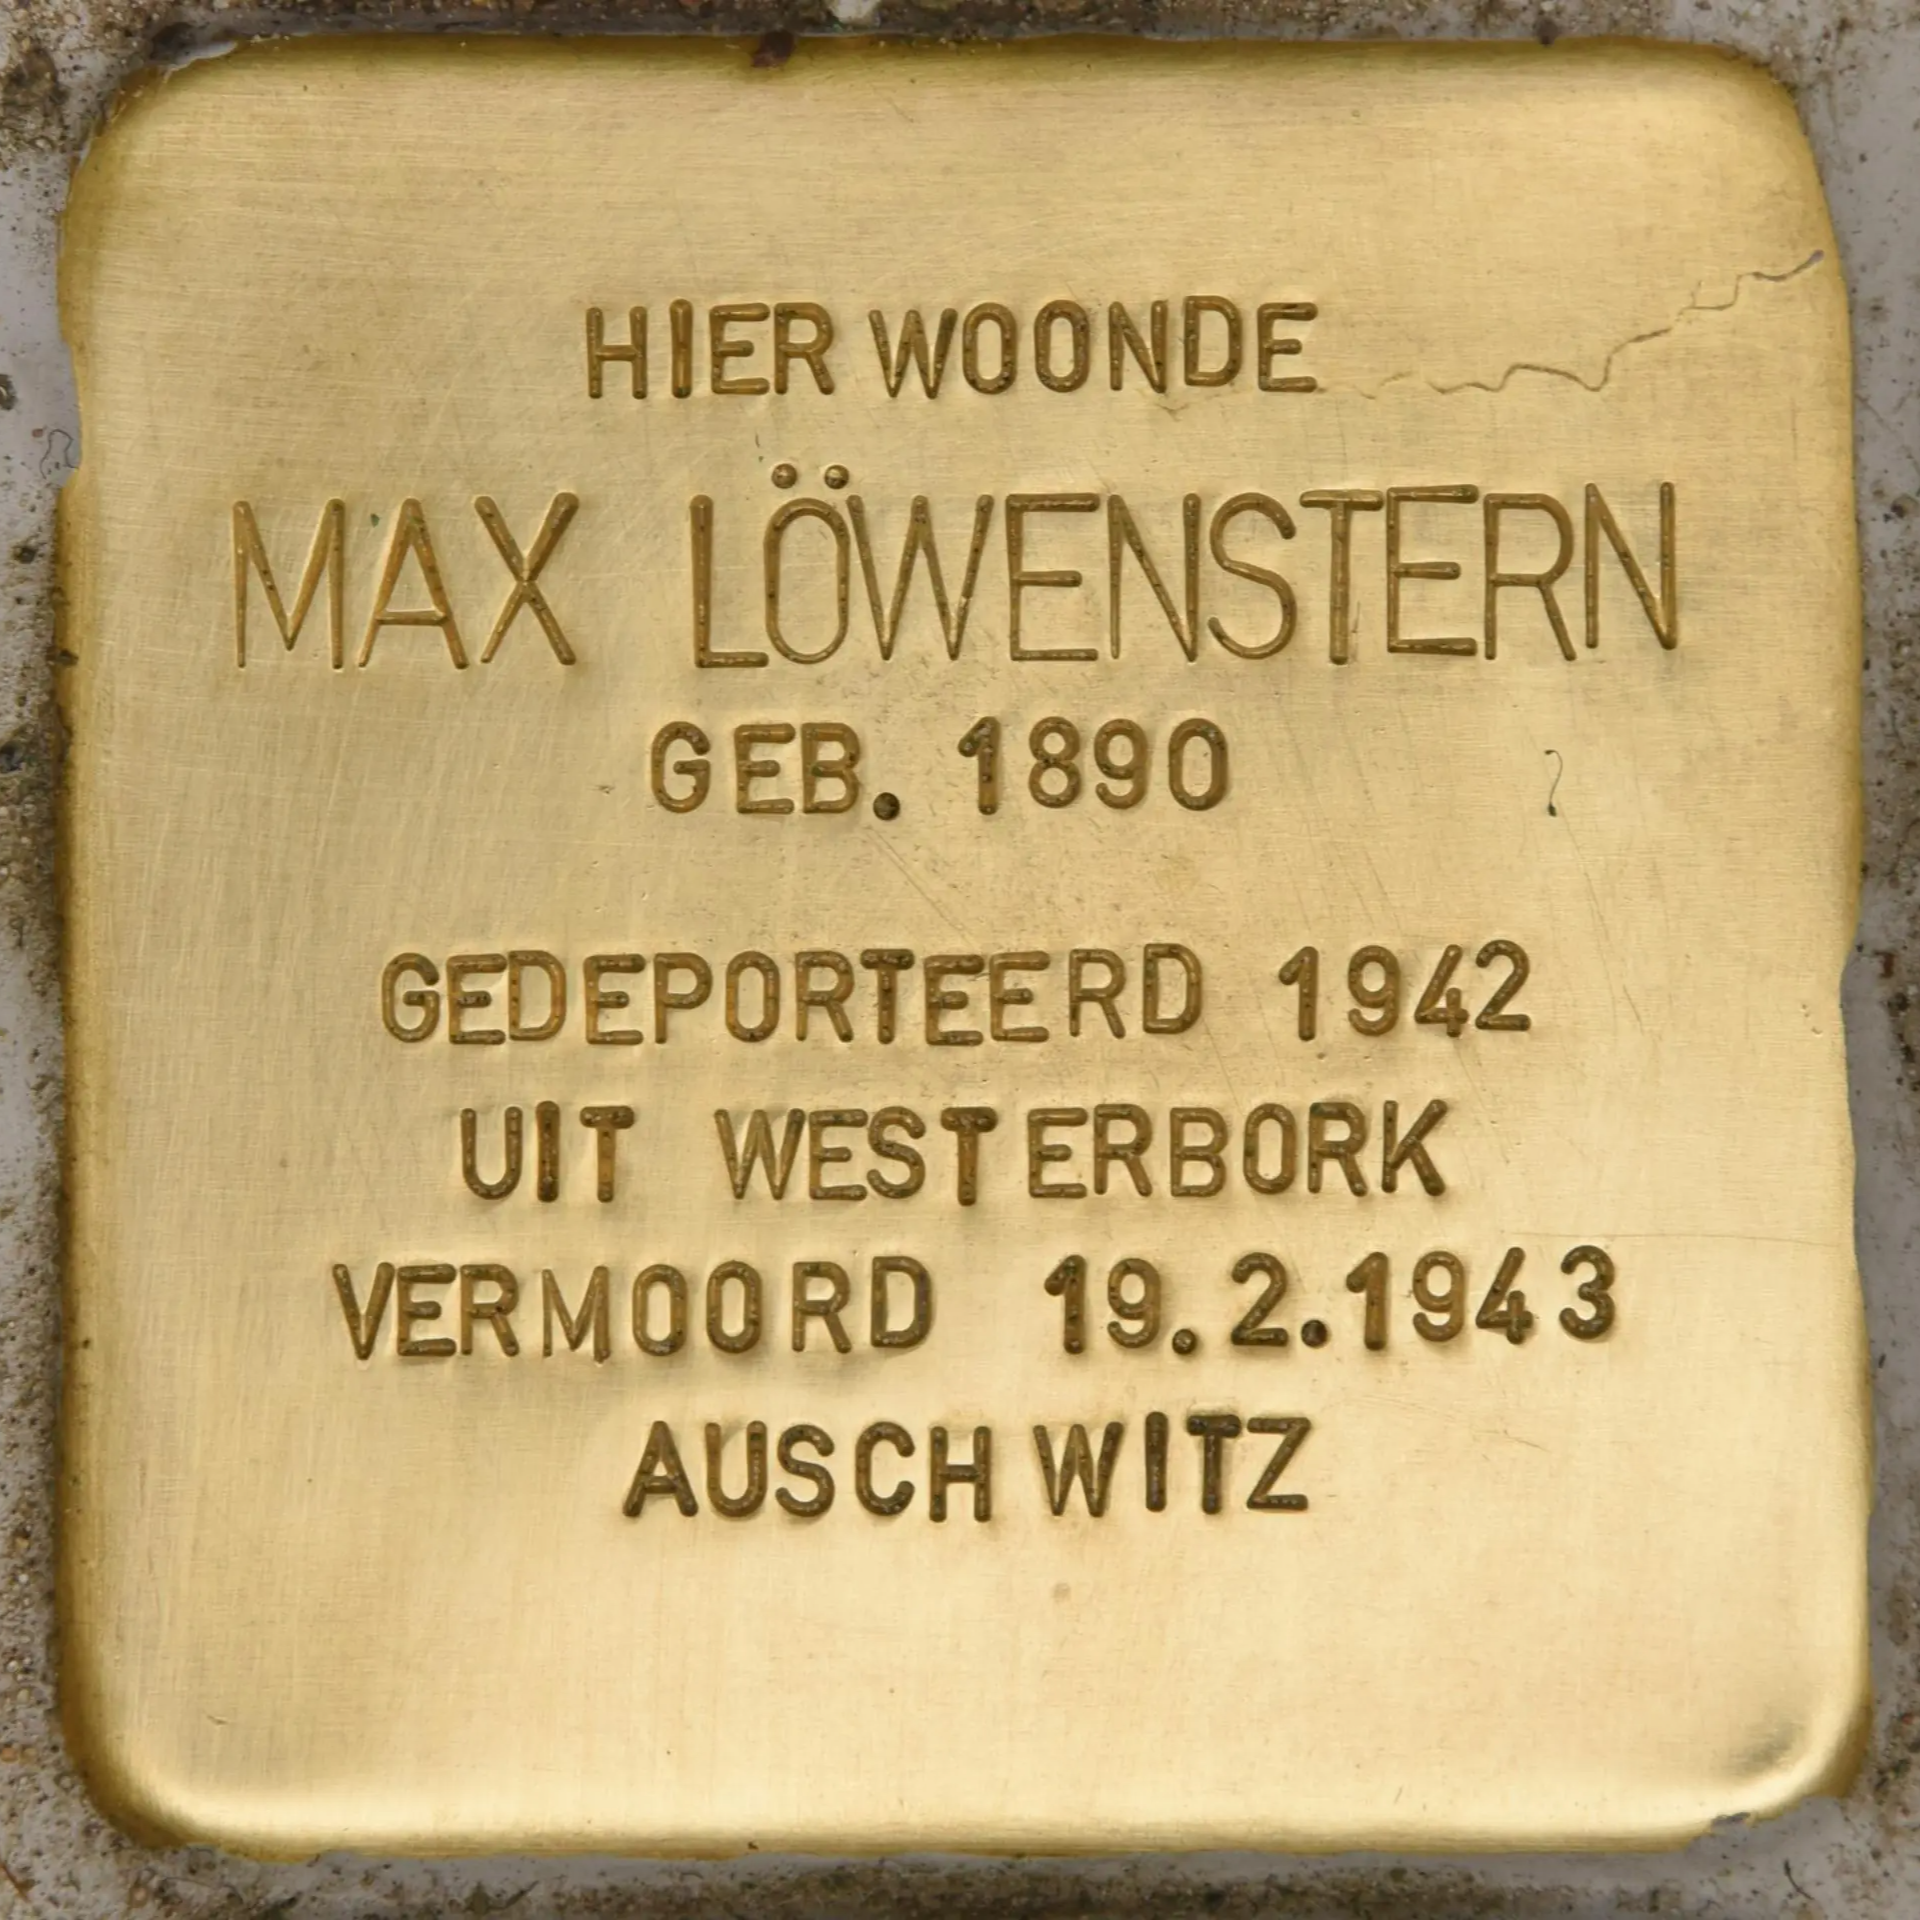 HIER WOONDE
MAX LÖWENSTERN
GEB. 1890
GEDEPORTEERD 1942
UIT WESTERBORK
VERMOORD 19.2.1943
AUSCHWITZ